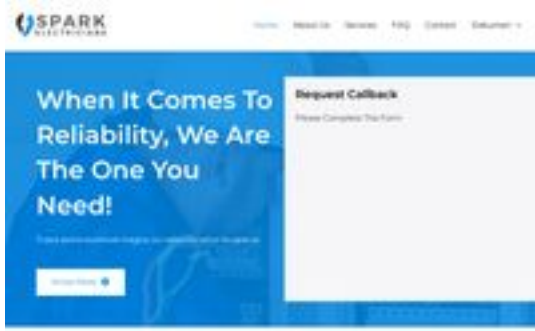 SPARK
ELECTRICIANS
Home About Us Services FAQ Contact Dokumen
When It Comes To
Reliability, We Are
The One You
Need!
Request Callback
Please Complete The Form